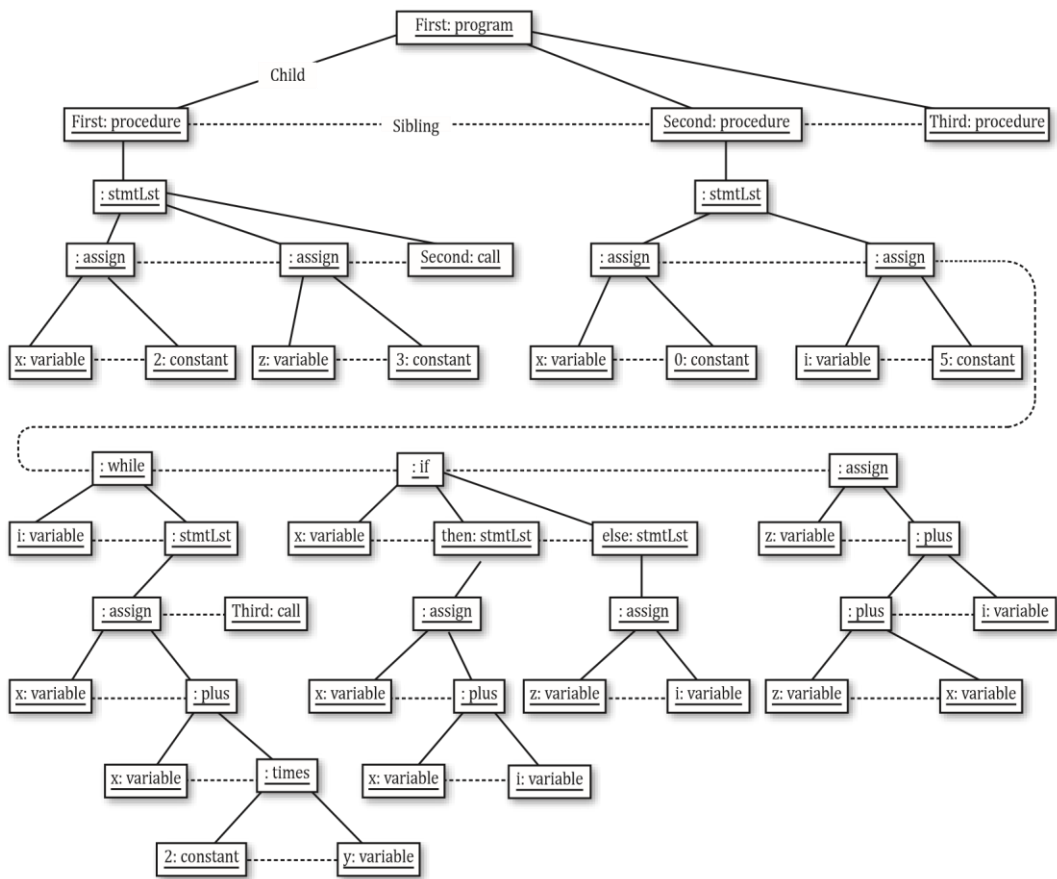 First: program
Child
First: procedure
Sibling
Second: procedure
Third: procedure
: stmtLst
: stmtLst
: assign
: assign
Second: call
: assign
: assign
x: variable
2: constant
z: variable
3: constant
x: variable
0: constant
i: variable
5: constant
: while
: if
: assign
i: variable
: stmtLst
x: variable
then: stmtLst
else: stmtLst
z: variable
: plus
: assign
Third: call
: assign
: assign
: plus
i: variable
x: variable
: plus
x: variable
: plus
z: variable
i: variable
z: variable
x: variable
x: variable
: times
x: variable
i: variable
2: constant
y: variable